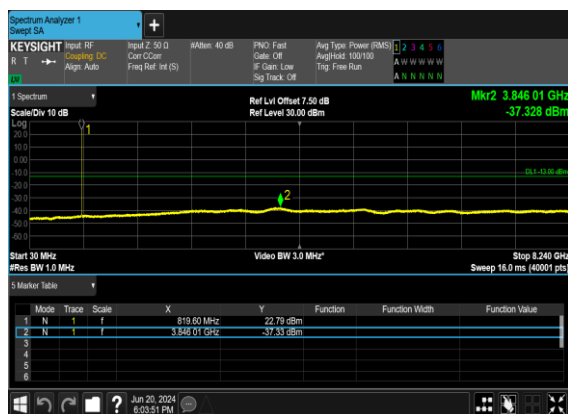 Spectrum Analyzer 1
Swept SA
+
KEYSIGHT Input: RF Input Z: 50 Ω #Atten: 40 dB PNO: Fast Avg Type: Power (RMS) 1 2 3 4 5 6
R T Coupling: DC Corr CCorr Gate: Off Avg|Hold: 100/100 A W W W W W
Align: Auto Freq Ref: Int (S) IF Gain: Low Trig: Free Run
Sig Track: Off A N N N N N
1 Spectrum
Ref Lvl Offset 7.50 dB Mkr2 3.846 01 GHz
Scale/Div 10 dB Ref Level 30.00 dBm -37.328 dBm
Log
20.0
10.0
0.00
-10.0
-20.0
-30.0
-40.0
-50.0
-60.0
1
2
DL1 -13.00 dBm
Start 30 MHz Video BW 3.0 MHz* Stop 8.240 GHz
#Res BW 1.0 MHz Sweep 16.0 ms (40001 pts)
5 Marker Table
Mode Trace Scale X Y Function Function Width Function Value
1 N 1 f 819.60 MHz 22.79 dBm
2 N 1 f 3.846 01 GHz -37.33 dBm
3
4
5
6
? Jun 20, 2024
6:03:51 PM